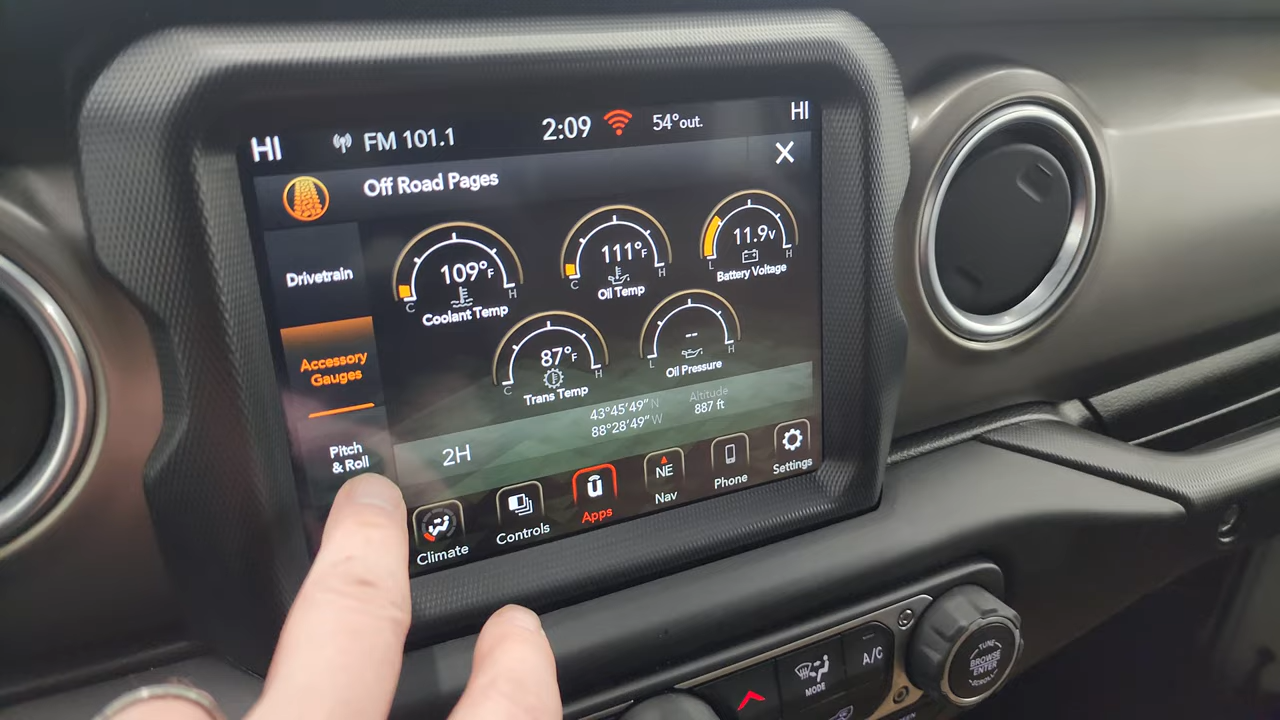 HI
FM 101.1
2:09
54°out.
HI
Off Road Pages
X
Drivetrain
Accessory
Gauges
Pitch
& Roll
109°F
C H
Coolant Temp
111°F
C H
Oil Temp
11.9v
L H
Battery Voltage
87°F
C H
Trans Temp
--
L H
Oil Pressure
2H
43°45'49" N
88°28'49" W
Altitude
887 ft
Climate
Controls
Apps
NE
Nav
Phone
Settings
MODE
A/C
TUNE
BROWSE
ENTER
SCROLL